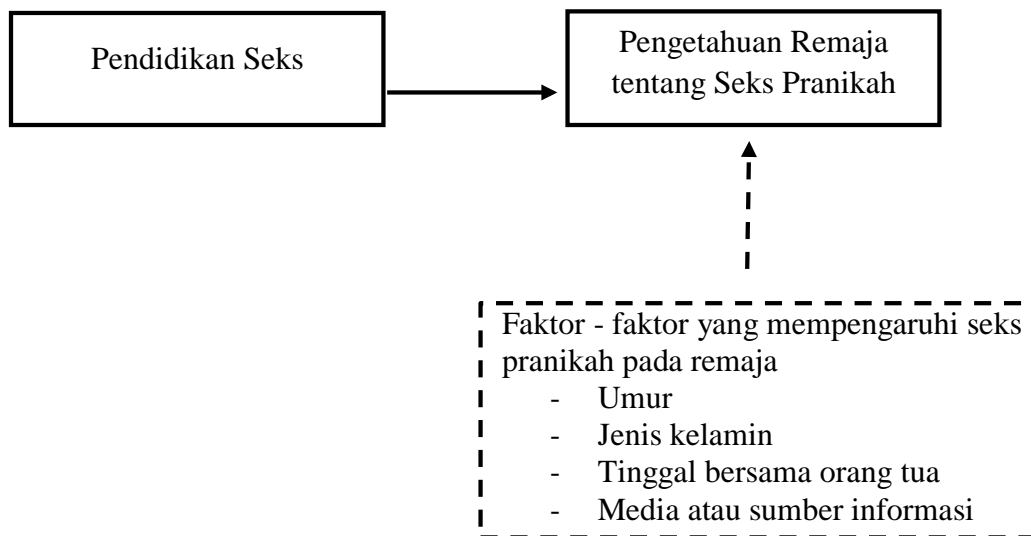 Pendidikan Seks
Pengetahuan Remaja
tentang Seks Pranikah
Faktor - faktor yang mempengaruhi seks
pranikah pada remaja
- Umur
- Jenis kelamin
- Tinggal bersama orang tua
- Media atau sumber informasi